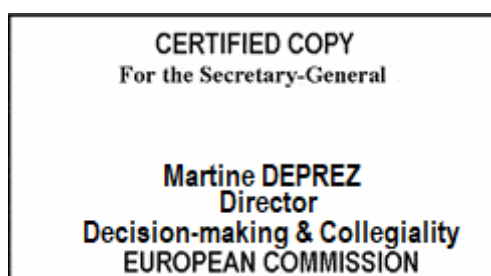 CERTIFIED COPY
For the Secretary-General
Martine DEPREZ
Director
Decision-making & Collegiality
EUROPEAN COMMISSION